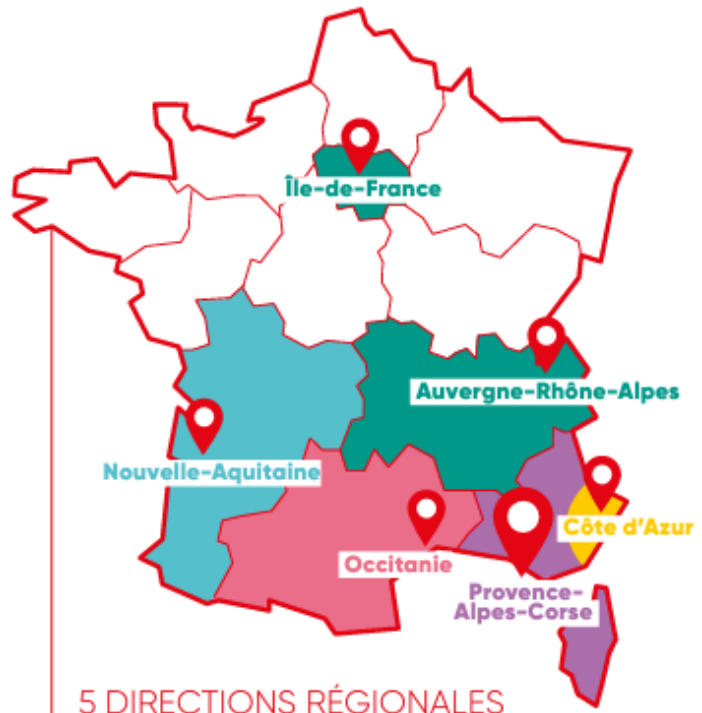 Île-de-France
Auvergne-Rhône-Alpes
Nouvelle-Aquitaine
Côte d'Azur
Occitanie
Provence-
Alpes-Corse
5 DIRECTIONS RÉGIONALES